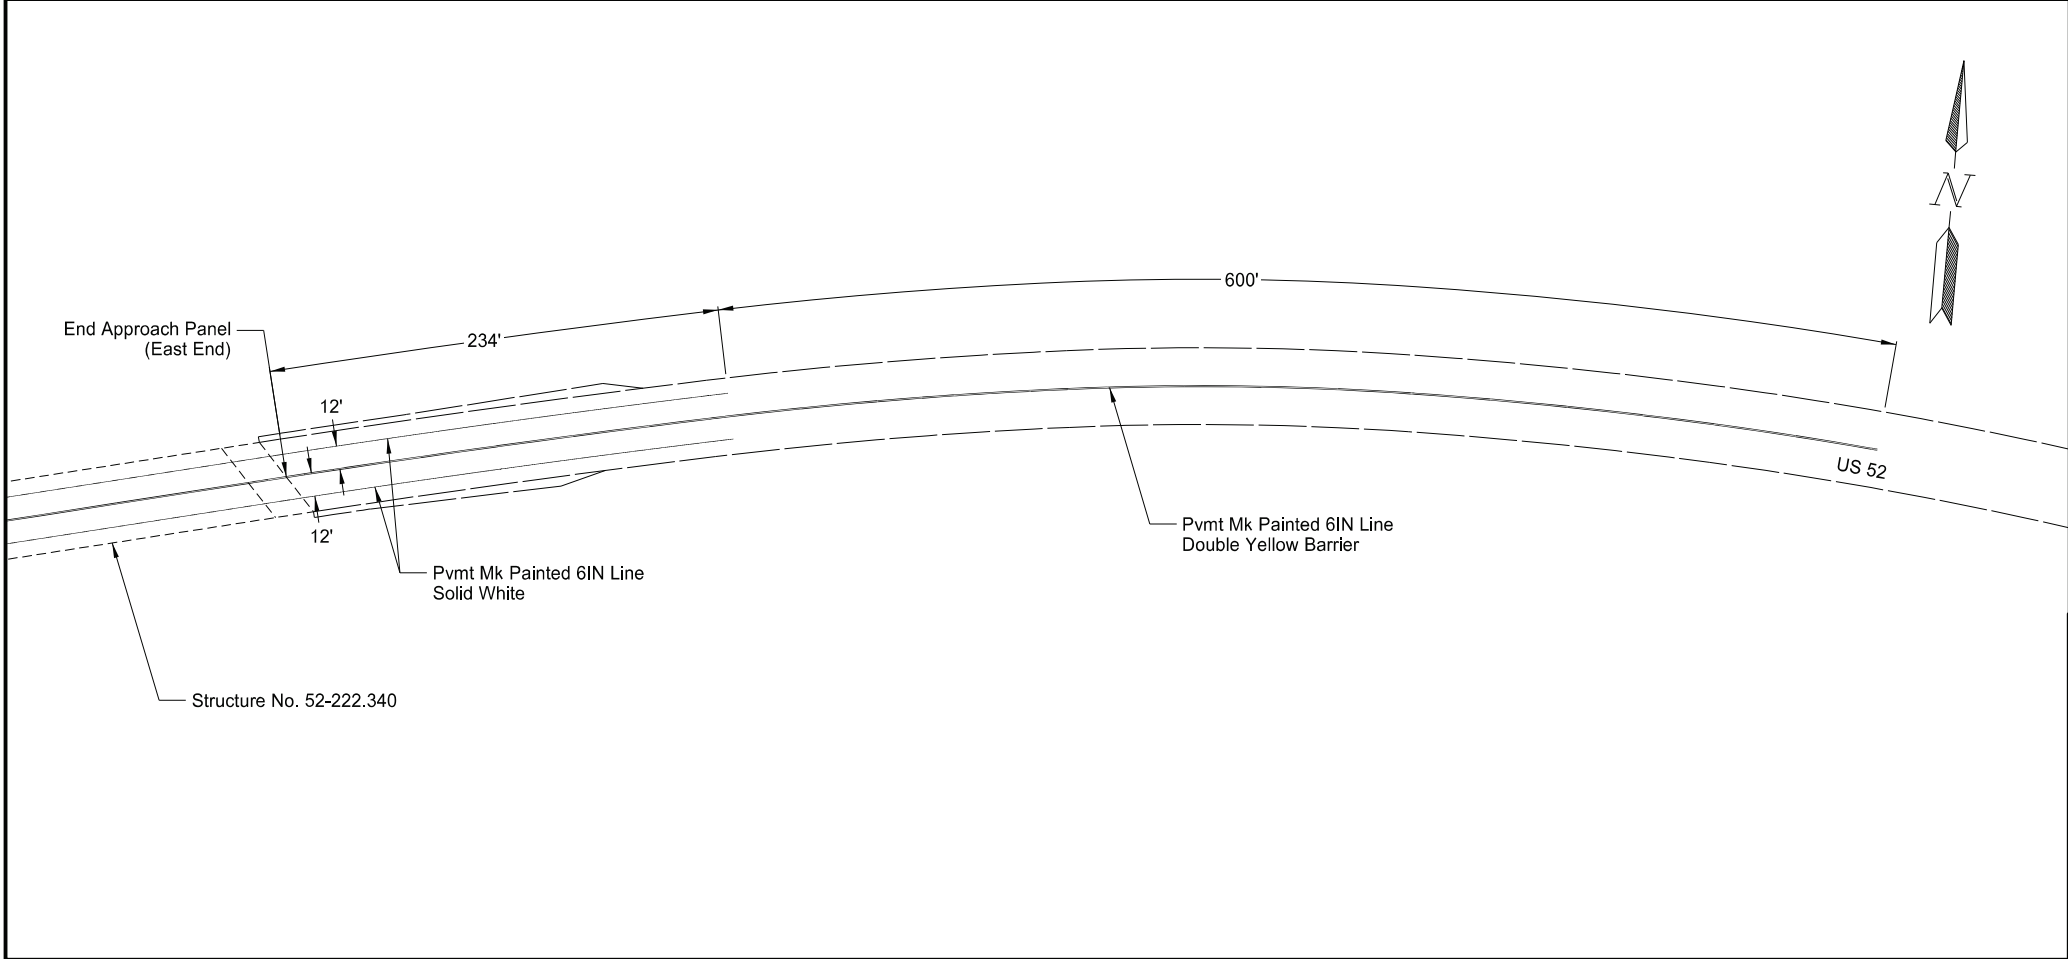 N
600'
End Approach Panel
(East End)
234'
12'
US 52
12'
Pvmt Mk Painted 6IN Line
Double Yellow Barrier
Pvmt Mk Painted 6IN Line
Solid White
Structure No. 52-222.340